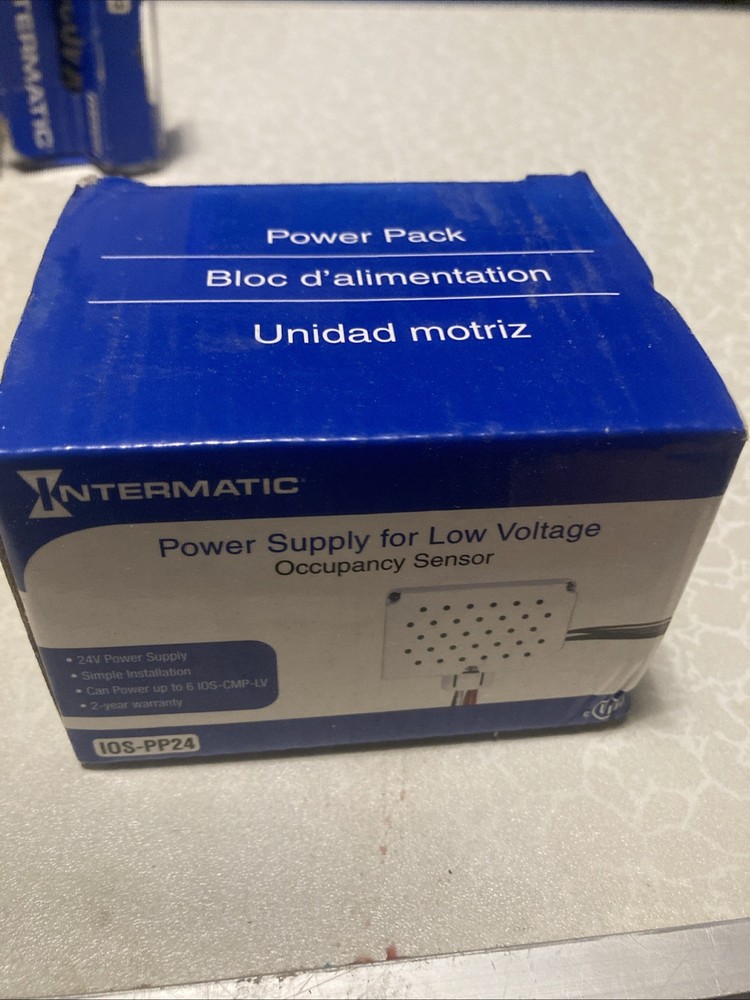 INTERMATIC
Power Pack
Bloc d'alimentation
Unidad motriz
INTERMATIC
Power Supply for Low Voltage
Occupancy Sensor
• 24V Power Supply
• Simple Installation
• Can Power up to 6 IOS-CMP-LV
• 2-year warranty
IOS-PP24